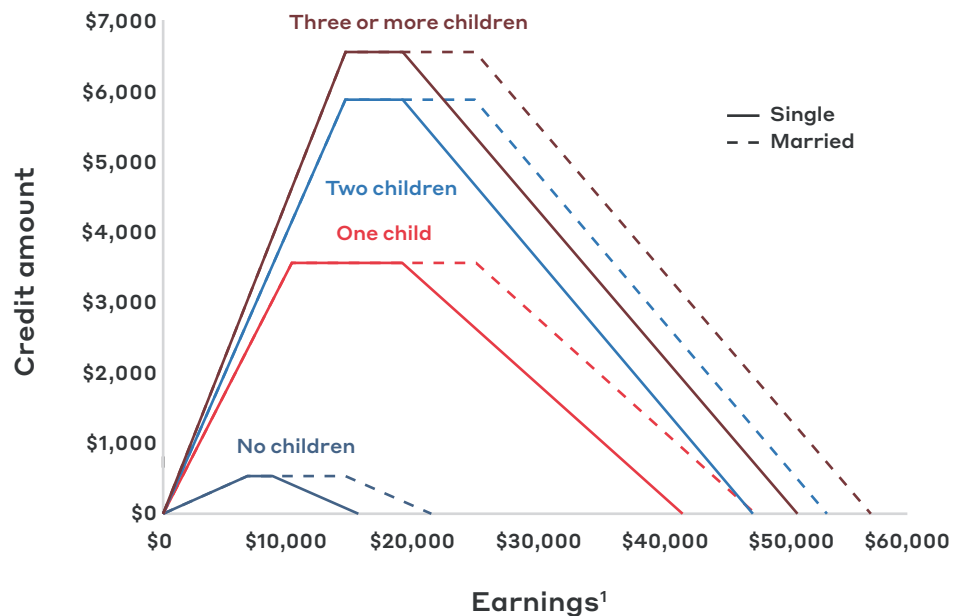 $7,000
Three or more children
$6,000
Single
Married
$5,000
Two children
$4,000
One child
$3,000
$2,000
$1,000
No children
$0
$0 $10,000 $20,000 $30,000 $40,000 $50,000 $60,000
Credit amount
Earnings¹